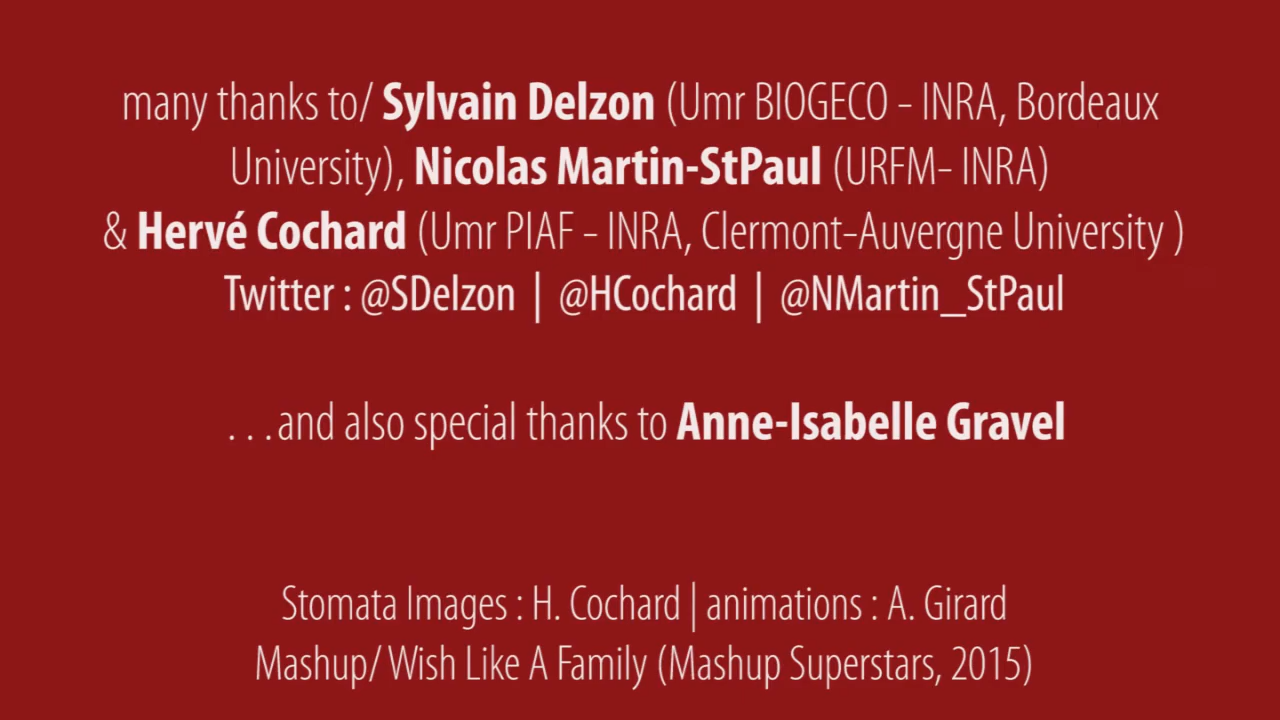 many thanks to/ Sylvain Delzon (Umr BIOGECO - INRA, Bordeaux
University), Nicolas Martin-StPaul (URFM- INRA)
& Hervé Cochard (Umr PIAF - INRA, Clermont-Auvergne University )
Twitter : @SDelzon | @HCochard | @NMartin_StPaul
...and also special thanks to Anne-Isabelle Gravel
Stomata Images : H. Cochard | animations : A. Girard
Mashup/ Wish Like A Family (Mashup Superstars, 2015)